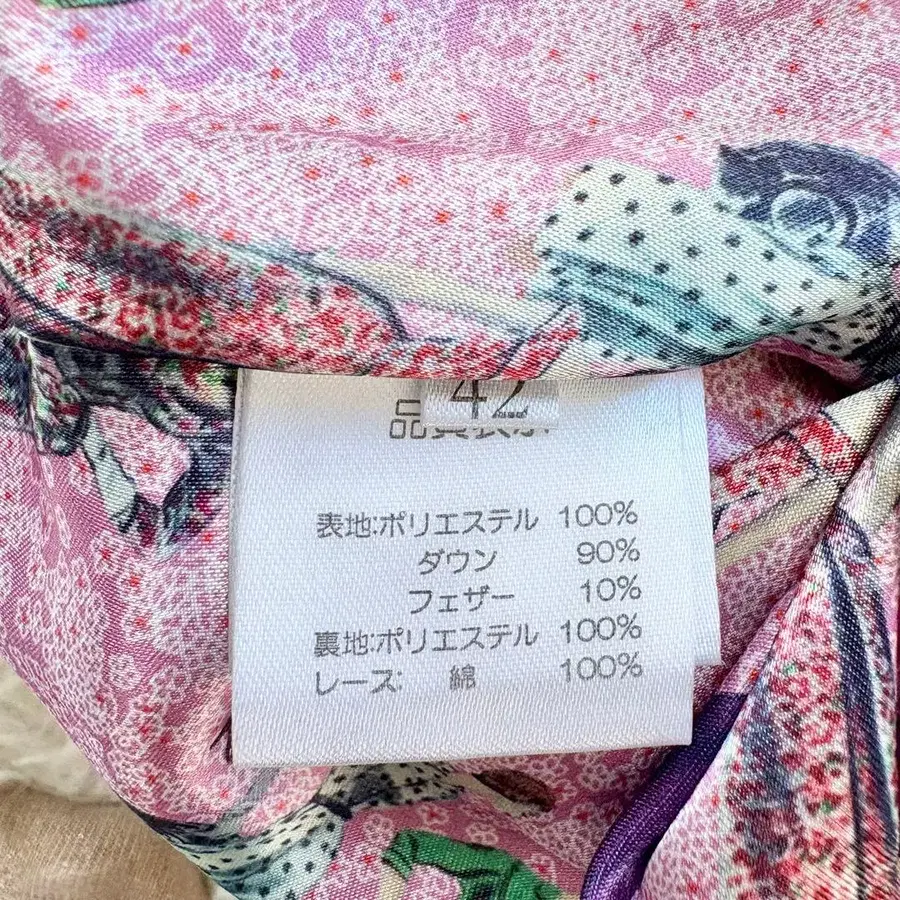 42
品質表示
表地:ポリエステル 100%
ダウン 90%
フェザー 10%
裏地:ポリエステル 100%
レース: 綿 100%